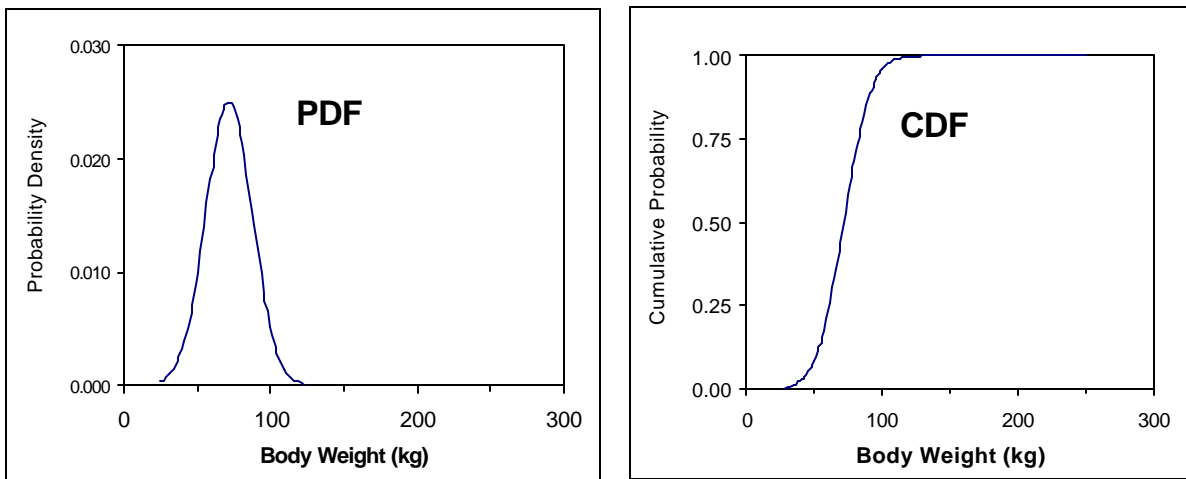 0.030
0.020
0.010
0.000
Probability Density
PDF
0 100 200 300
Body Weight (kg)
1.00
0.75
0.50
0.25
0.00
Cumulative Probability
CDF
0 100 200 300
Body Weight (kg)